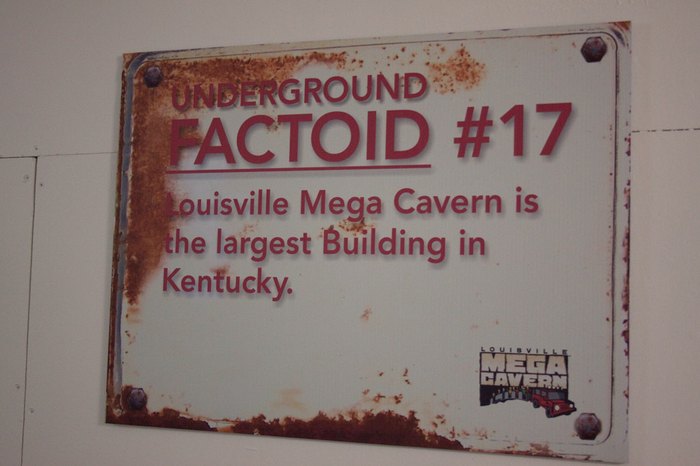 UNDERGROUND
FACTOID #17
Louisville Mega Cavern is
the largest Building in
Kentucky.
LOUISVILLE
MEGA
CAVERN